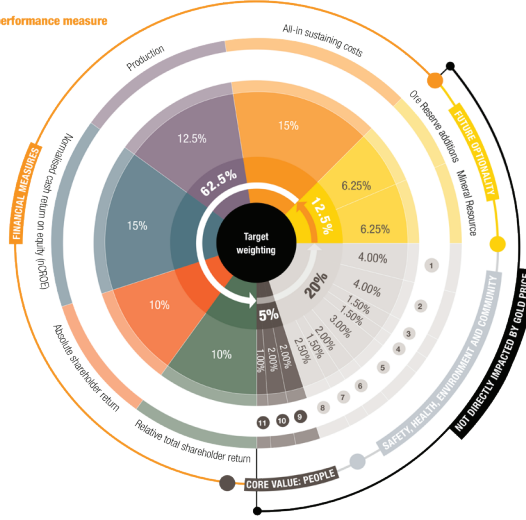 erformance measure
All-in sustaining costs
Production
Ore Reserve additions
Mineral Resource
FUTURE OPTIONALITY
FINANCIAL MEASURES
Normalised cash return on
equity (nCROE)
Absolute shareholder return
Relative total shareholder return
CORE VALUE: PEOPLE
SAFETY, HEALTH, ENVIRONMENT AND COMMUNITY
NOT DIRECTLY IMPACTED BY GOLD PRICE
Target
weighting
62.5%
12.5%
20%
5%
12.5%
15%
6.25%
6.25%
15%
10%
10%
4.00%
4.00%
1.50%
1.50%
3.00%
2.00%
1.50%
2.50%
2.00%
2.00%
1.00%
1
2
3
4
5
6
7
8
9
10
11